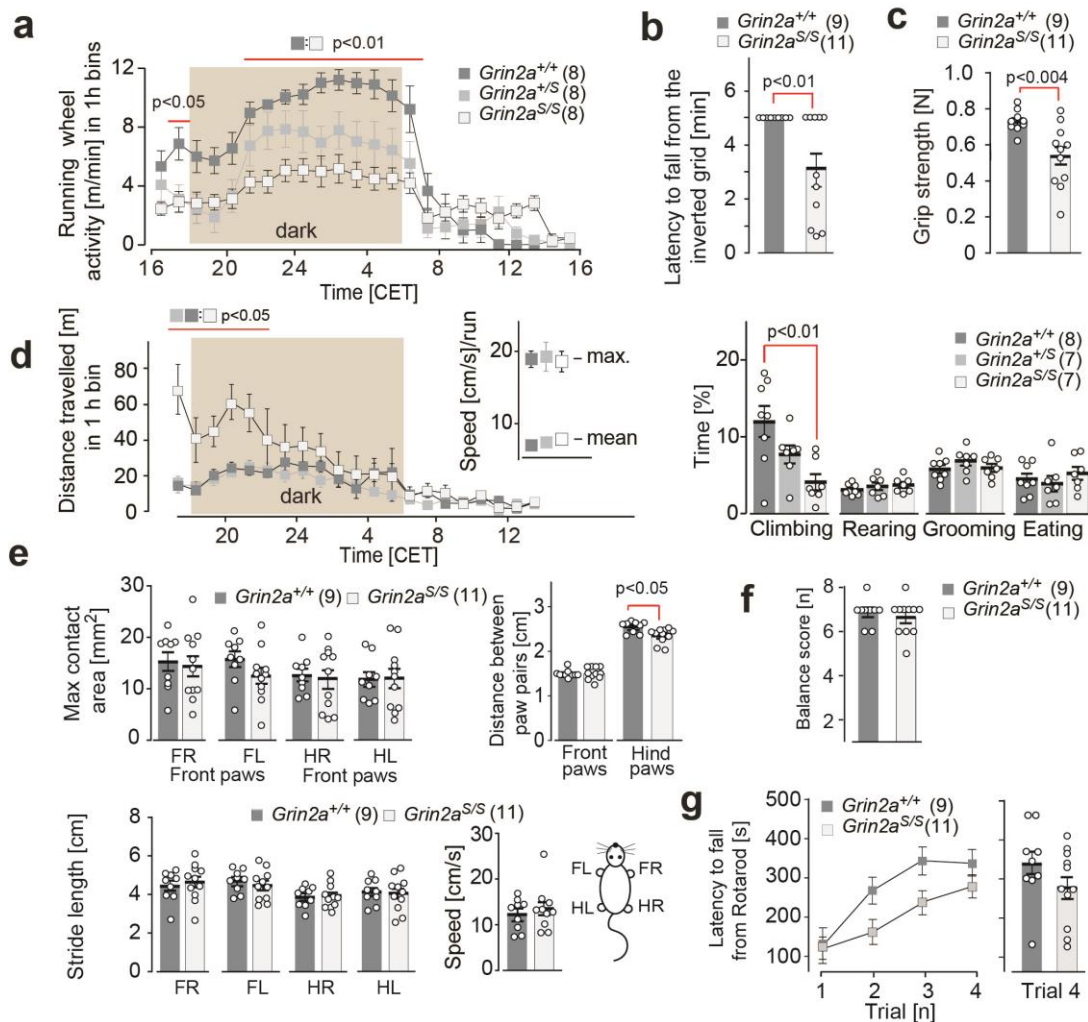 a
p<0.01
p<0.05
Grin2a+/+ (8)
Grin2a+/S (8)
Grin2aS/S (8)
Running wheel
activity [m/min] in 1h bins
12
8
4
0
dark
16 20 24 4 8 12 16
Time [CET]
b
Grin2a+/+ (9)
Grin2aS/S (11)
p<0.01
Latency to fall from the
inverted grid [min]
6
4
2
0
c
Grin2a+/+ (9)
Grin2aS/S (11)
p<0.004
Grip strength [N]
1.0
0.8
0.6
0.4
0.2
0
d
: p<0.05
Distance travelled [m]
in 1 h bin
80
60
40
20
0
dark
20 24 4 8 12
Time [CET]
Speed [cm/s]/run
20
10
– max.
– mean
p<0.01
Grin2a+/+ (8)
Grin2a+/S (7)
Grin2aS/S (7)
Time [%]
20
10
0
Climbing Rearing Grooming Eating
e
Grin2a+/+ (9) Grin2aS/S (11)
Max contact
area [mm2]
30
20
10
0
FR FL HR HL
Front paws Front paws
p<0.05
Distance between
paw pairs [cm]
3
2
1
0
Front
paws
Hind
paws
f
Grin2a+/+ (9)
Grin2aS/S (11)
Balance score [n]
8
6
4
2
Grin2a+/+ (9) Grin2aS/S (11)
Stride length [cm]
8
6
4
2
0
FR FL HR HL
Speed [cm/s]
30
20
10
0
FL FR
HL HR
g
Grin2a+/+ (9)
Grin2aS/S (11)
Latency to fall
from Rotarod [s]
500
400
300
200
100
1 2 3 4
Trial [n]
Trial 4